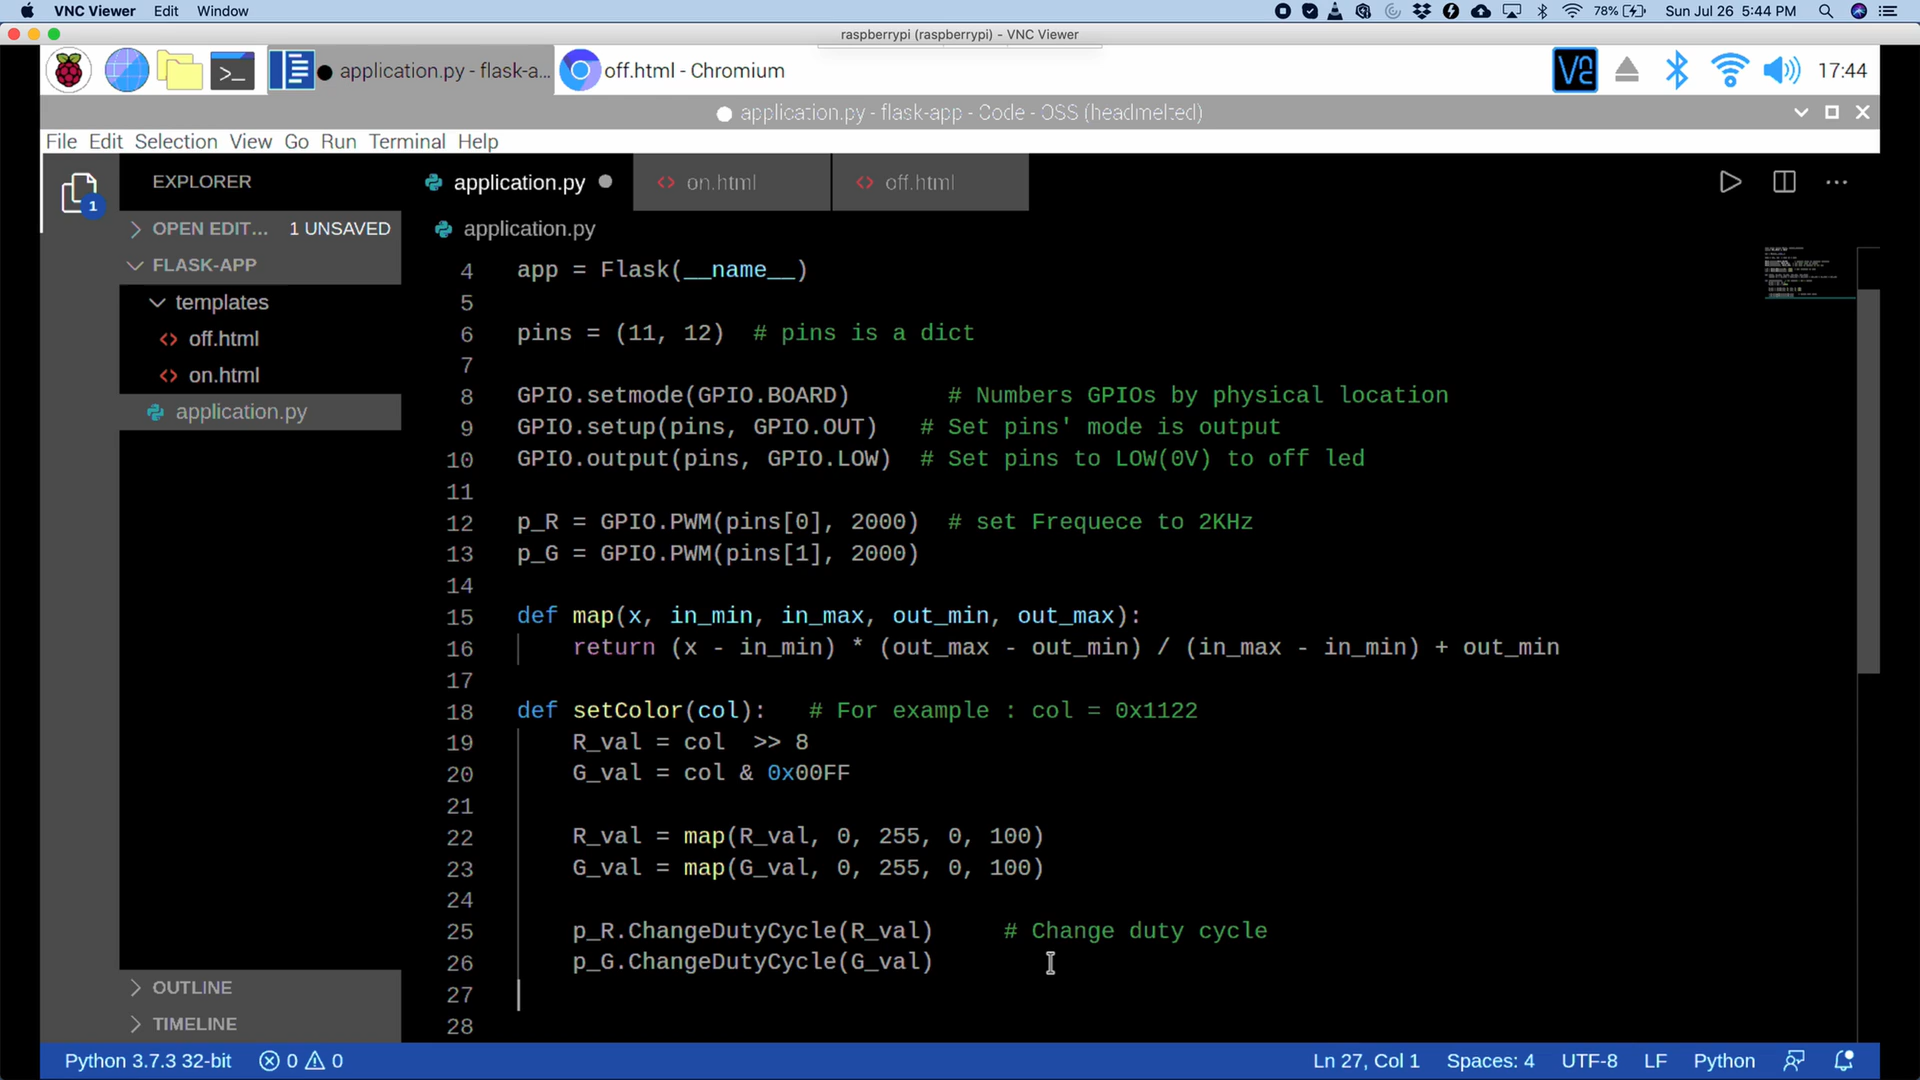 VNC Viewer Edit Window 78% Sun Jul 26 5:44 PM
raspberrypi (raspberrypi) - VNC Viewer
application.py - flask-a... off.html - Chromium V2 17:44
application.py - flask-app - Code - OSS (headmelted)
File Edit Selection View Go Run Terminal Help
EXPLORER application.py on.html off.html
OPEN EDIT... 1 UNSAVED application.py
FLASK-APP
templates
off.html
on.html
application.py
OUTLINE
TIMELINE
1
4 app = Flask(__name__)
5
6 pins = (11, 12)  # pins is a dict
7
8 GPIO.setmode(GPIO.BOARD)       # Numbers GPIOs by physical location
9 GPIO.setup(pins, GPIO.OUT)   # Set pins' mode is output
10 GPIO.output(pins, GPIO.LOW)  # Set pins to LOW(0V) to off led
11
12 p_R = GPIO.PWM(pins[0], 2000)  # set Frequece to 2KHz
13 p_G = GPIO.PWM(pins[1], 2000)
14
15 def map(x, in_min, in_max, out_min, out_max):
16     return (x - in_min) * (out_max - out_min) / (in_max - in_min) + out_min
17
18 def setColor(col):   # For example : col = 0x1122
19     R_val = col  >> 8
20     G_val = col & 0x00FF
21
22     R_val = map(R_val, 0, 255, 0, 100)
23     G_val = map(G_val, 0, 255, 0, 100)
24
25     p_R.ChangeDutyCycle(R_val)     # Change duty cycle
26     p_G.ChangeDutyCycle(G_val)
27
28
Python 3.7.3 32-bit 0 0 Ln 27, Col 1 Spaces: 4 UTF-8 LF Python